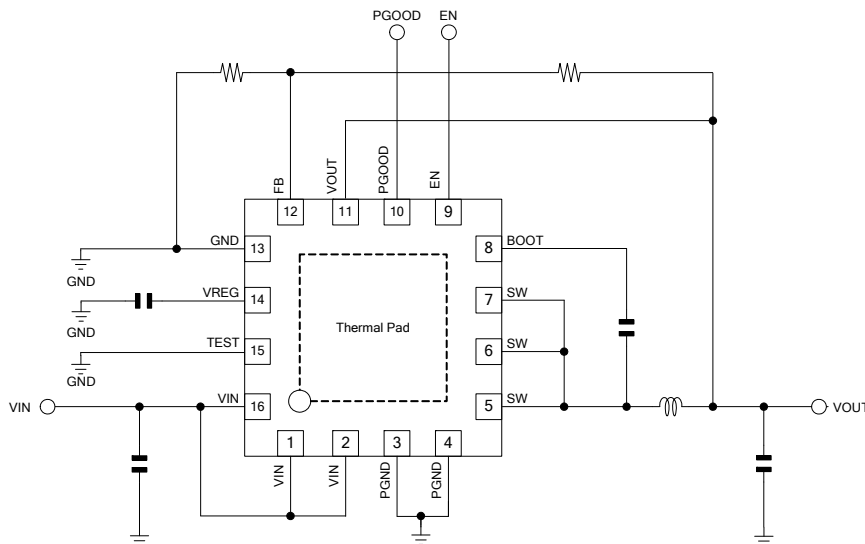 PGOOD EN
FB VOUT PGOOD EN
12 11 10 9
GND 13
GND
VREG 14
GND
TEST 15
GND
VIN VIN 16
8 BOOT
7 SW
6 SW
5 SW
Thermal Pad
VOUT
1 2 3 4
VIN VIN PGND PGND